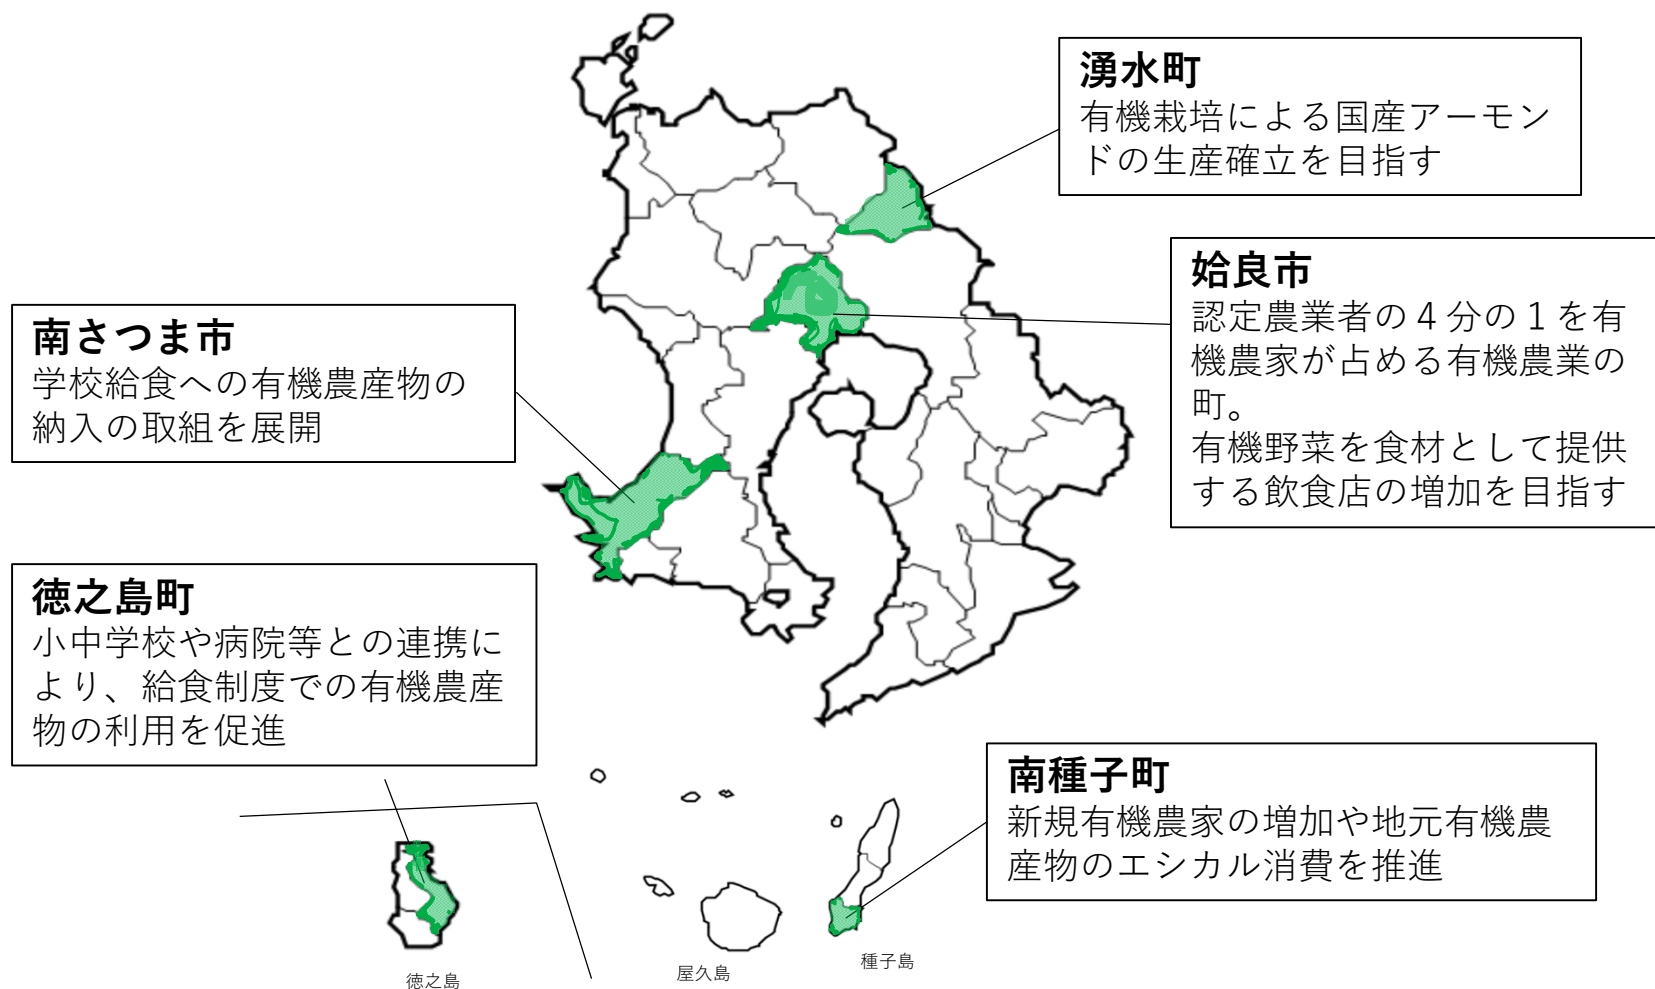 湧水町
有機栽培による国産アーモン
ドの生産確立を目指す
姶良市
認定農業者の４分の１を有
機農家が占める有機農業の
町。
有機野菜を食材として提供
する飲食店の増加を目指す
南さつま市
学校給食への有機農産物の
納入の取組を展開
徳之島町
小中学校や病院等との連携に
より、給食制度での有機農産
物の利用を促進
南種子町
新規有機農家の増加や地元有機農
産物のエシカル消費を推進
徳之島
屋久島
種子島